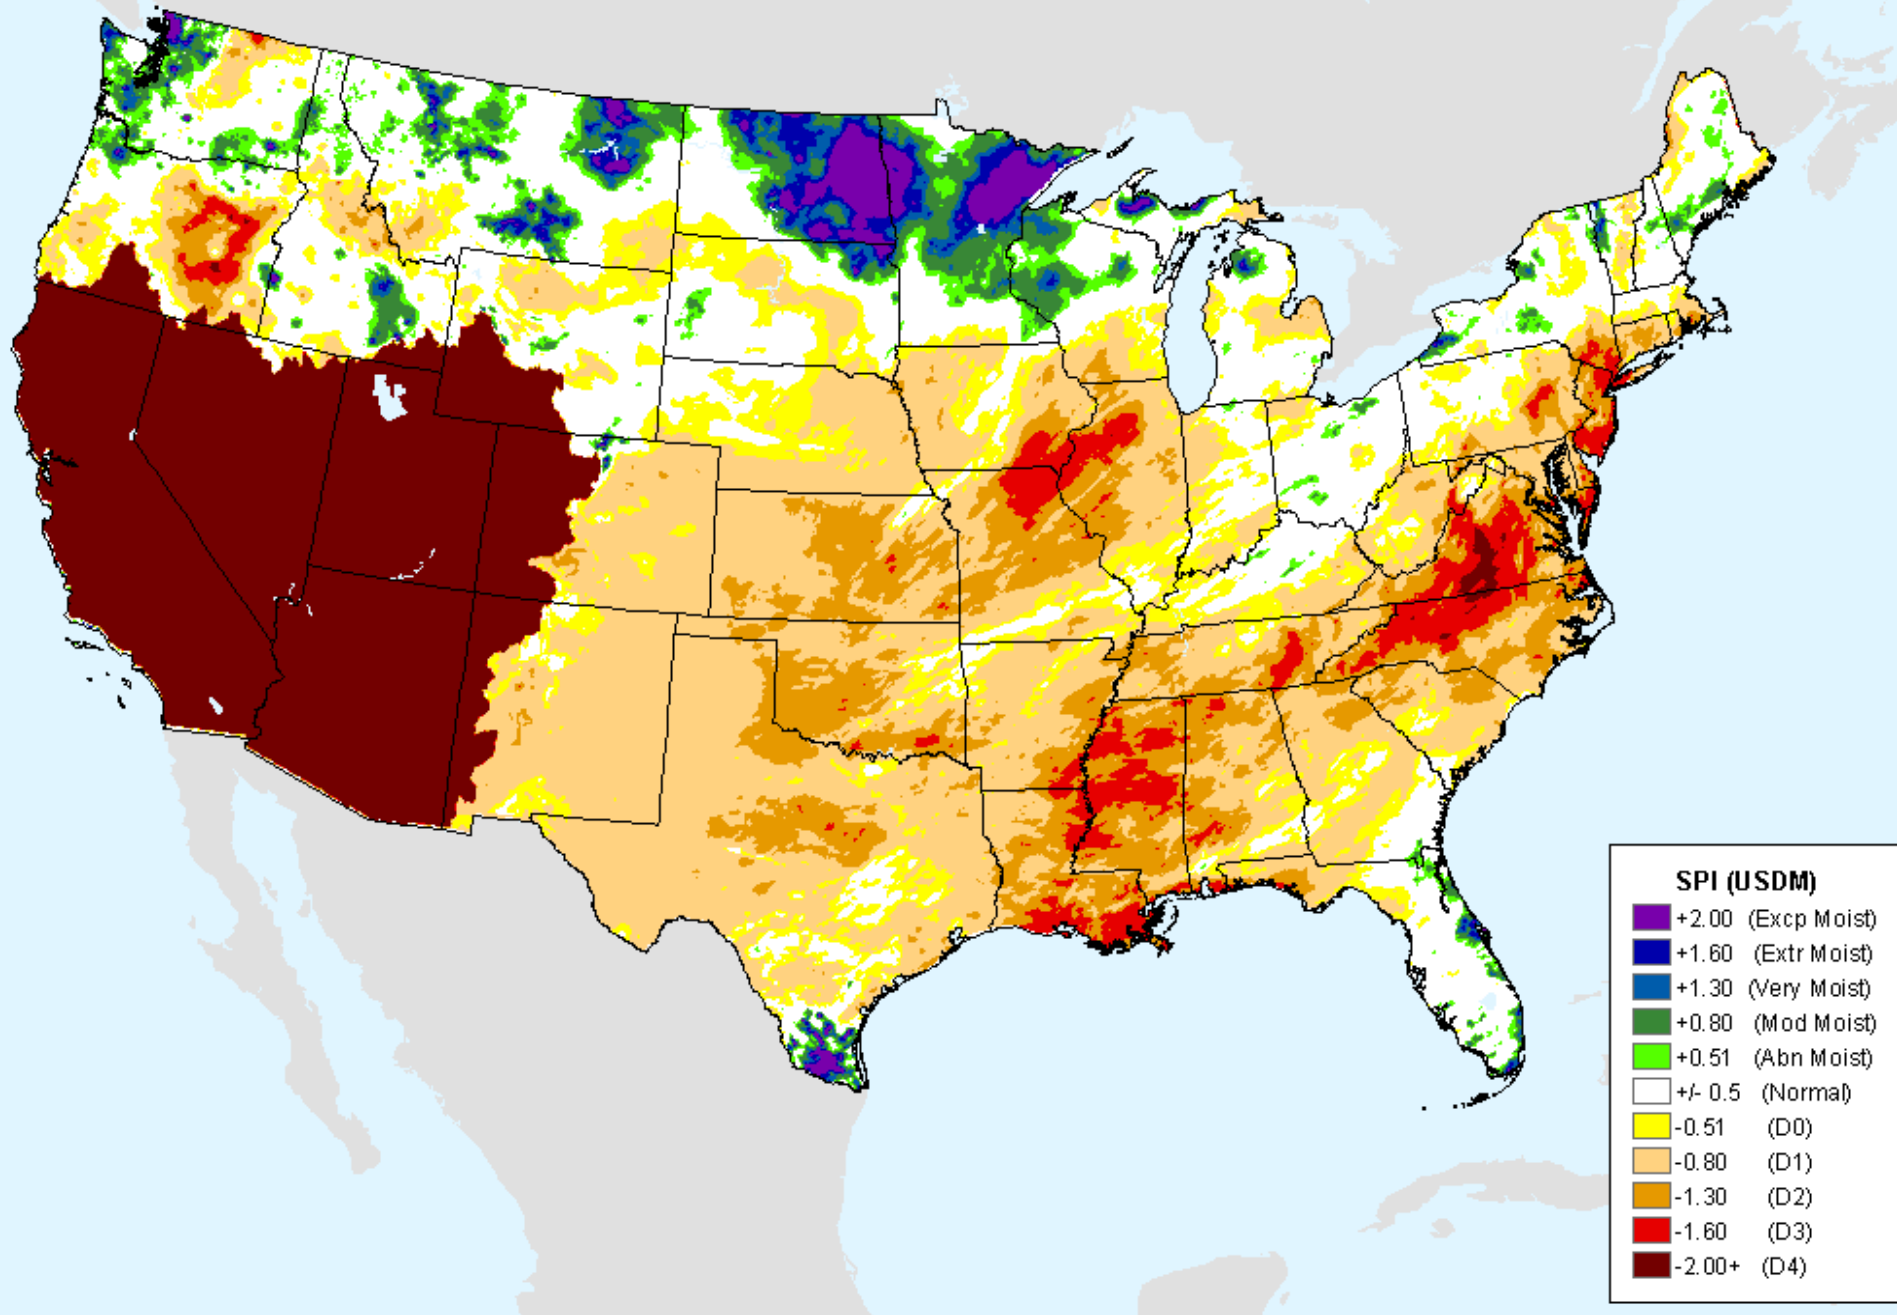 SPI (USDM)
+2.00 (Excp Moist)
+1.60 (Extr Moist)
+1.30 (Very Moist)
+0.80 (Mod Moist)
+0.51 (Abn Moist)
+/- 0.5 (Normal)
-0.51 (D0)
-0.80 (D1)
-1.30 (D2)
-1.60 (D3)
-2.00+ (D4)